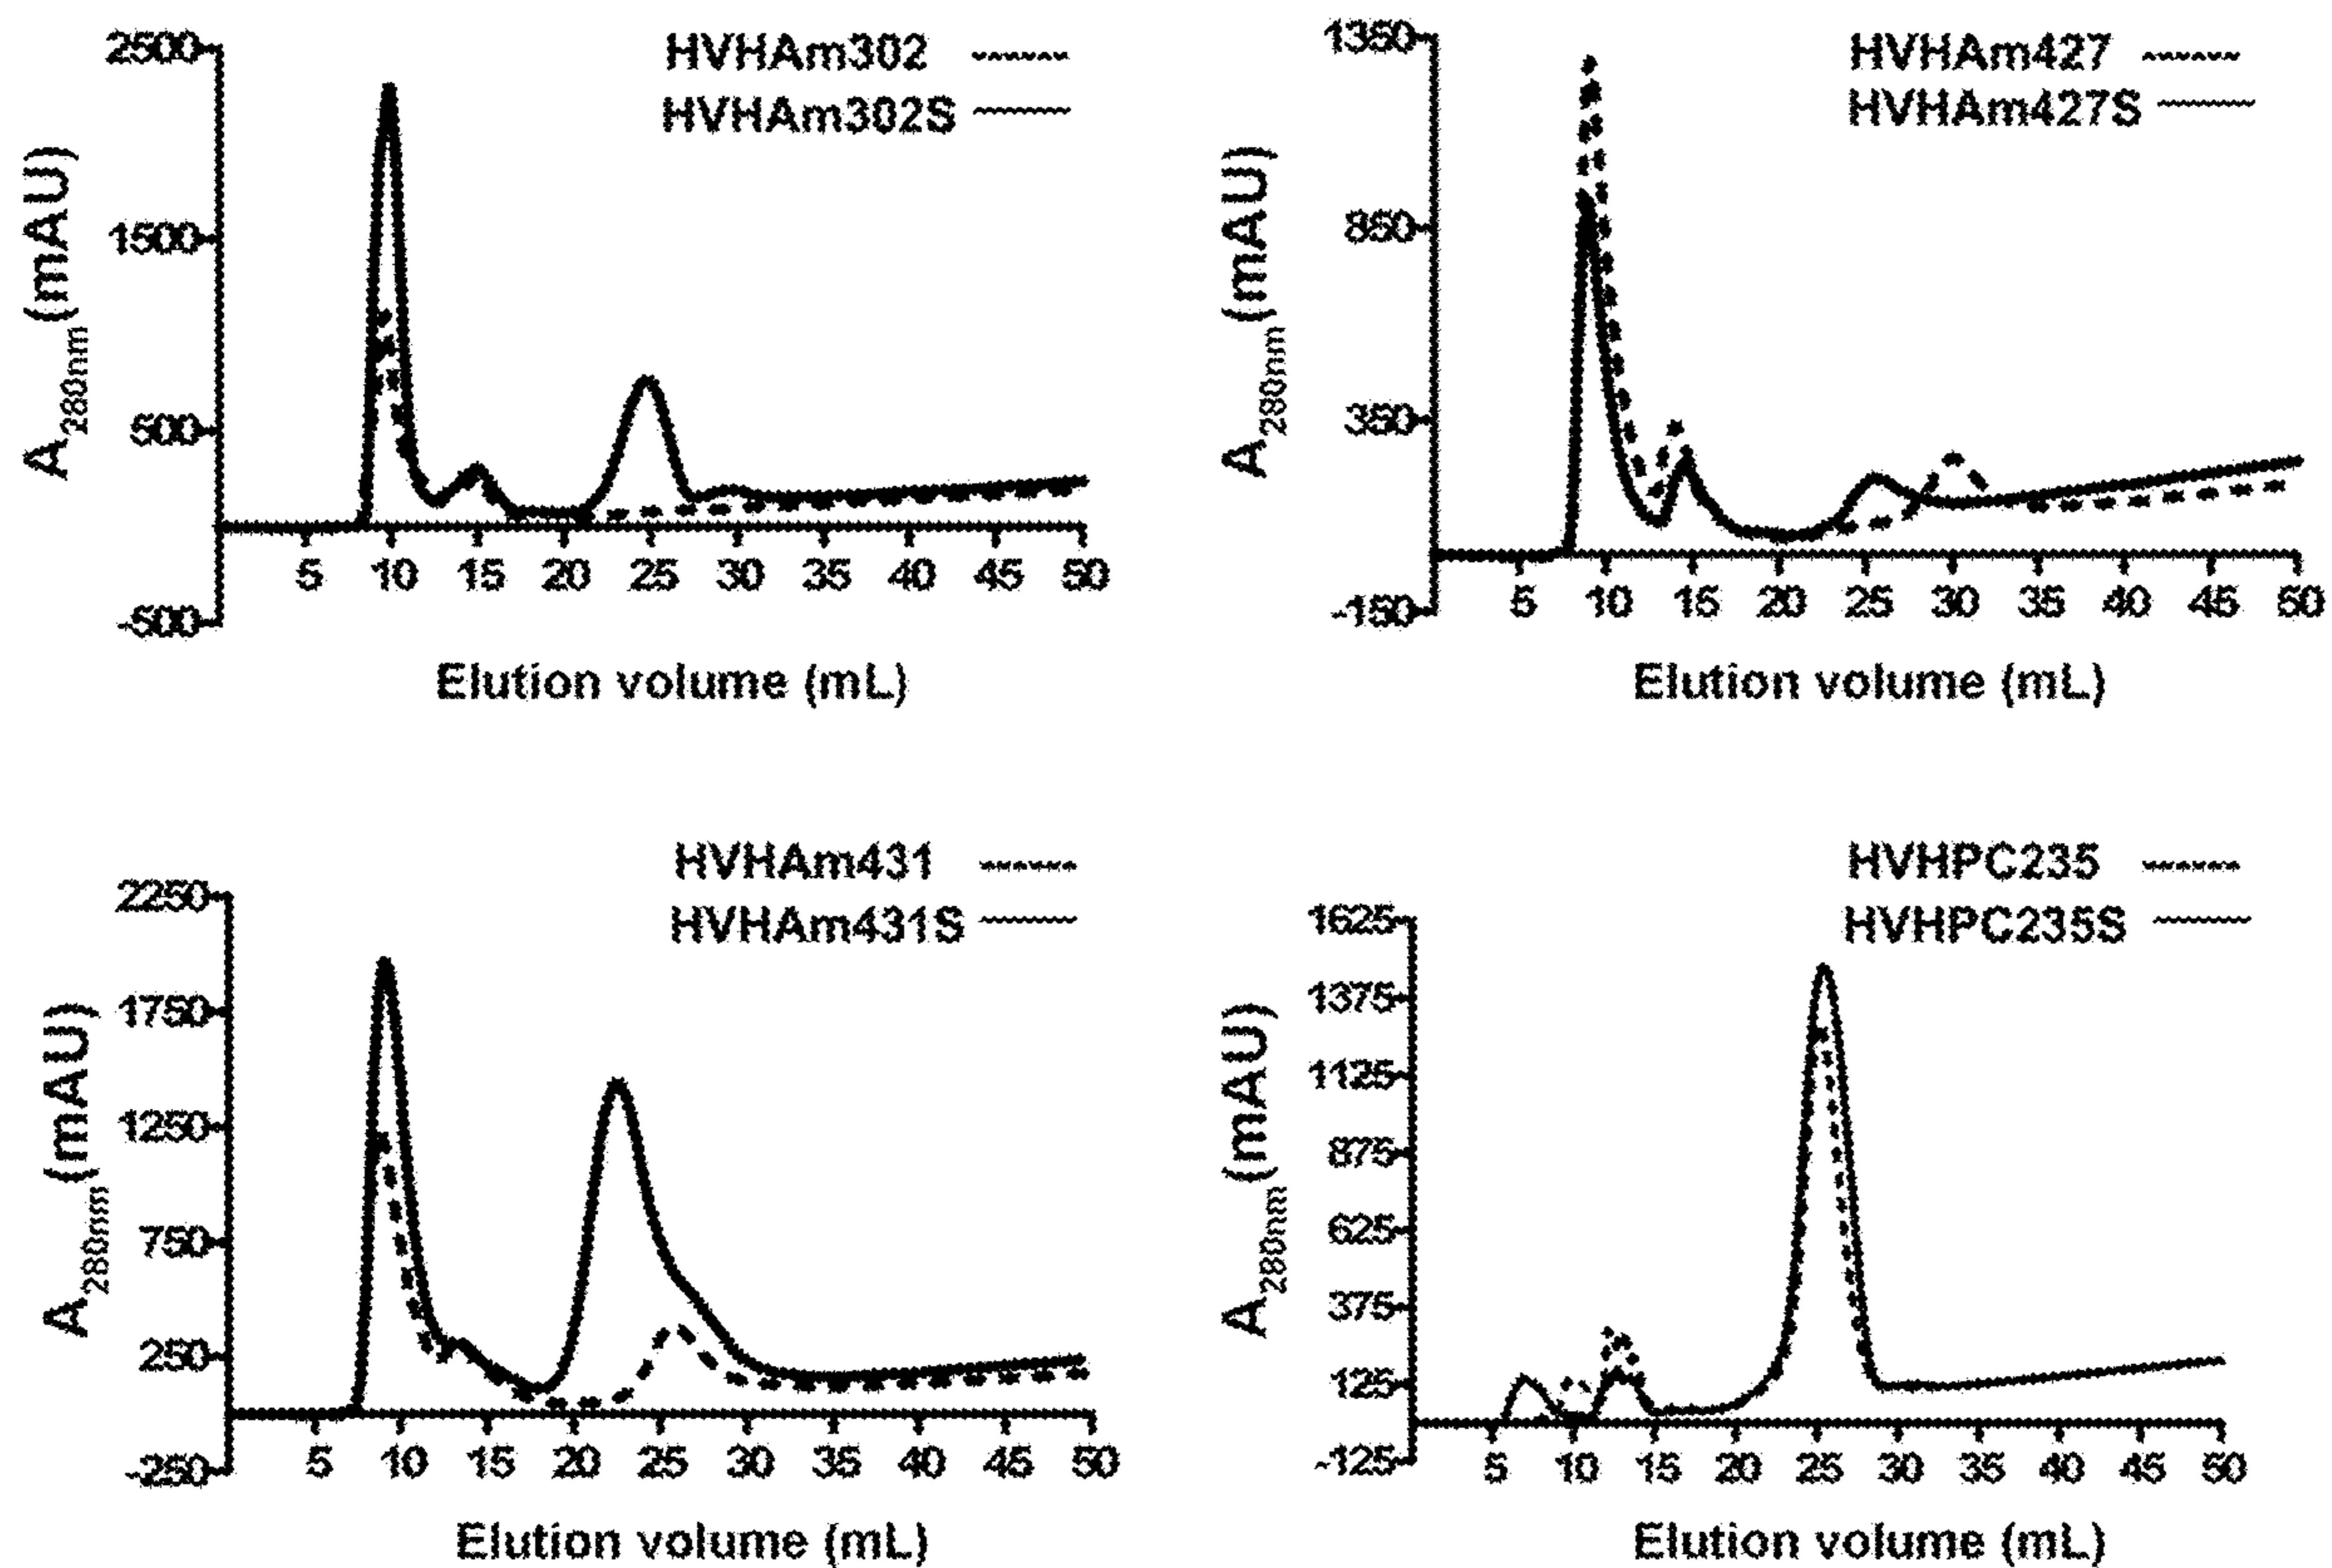 HVHAm302
HVHAm302S
2500
1500
500
-500
A280nm (mAU)
5 10 15 20 25 30 35 40 45 50
Elution volume (mL)
HVHAm427
HVHAm427S
1350
850
350
-150
A280nm (mAU)
5 10 15 20 25 30 35 40 45 50
Elution volume (mL)
HVHAm431
HVHAm431S
2250
1750
1250
750
250
-250
A280nm (mAU)
5 10 15 20 25 30 35 40 45 50
Elution volume (mL)
HVHPC235
HVHPC235S
1625
1375
1125
875
625
375
125
-125
A280nm (mAU)
5 10 15 20 25 30 35 40 45 50
Elution volume (mL)